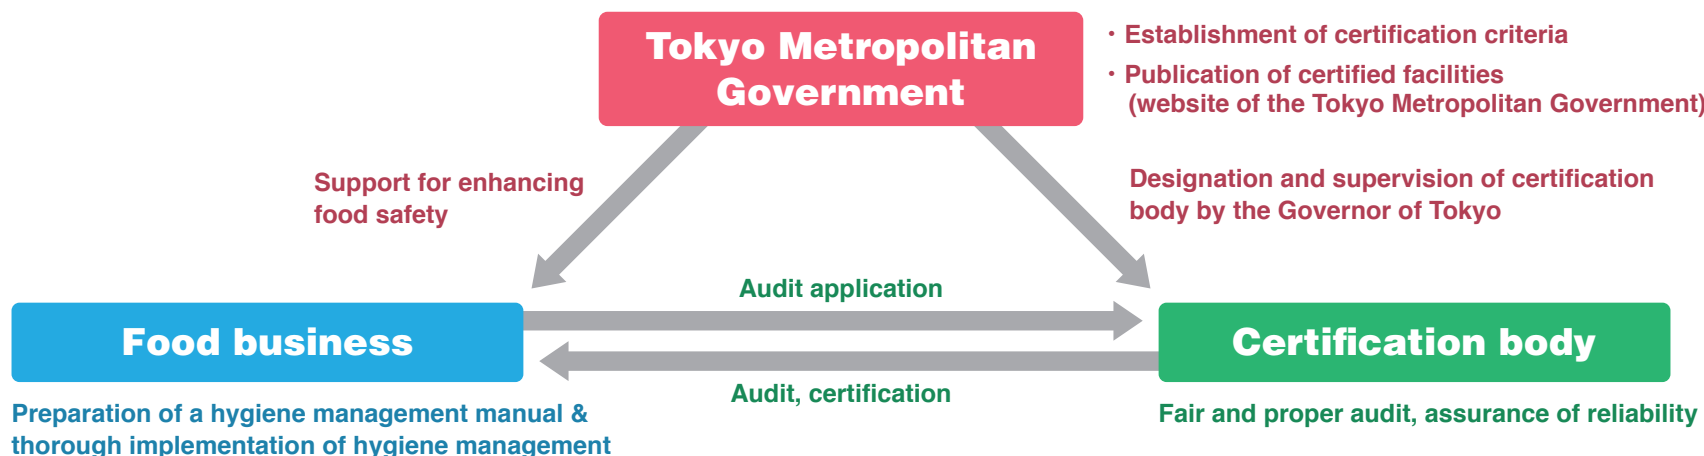 Tokyo Metropolitan
Government
・Establishment of certification criteria
・Publication of certified facilities
(website of the Tokyo Metropolitan Government)
Support for enhancing
food safety
Designation and supervision of certification
body by the Governor of Tokyo
Audit application
Food business
Certification body
Audit, certification
Preparation of a hygiene management manual &
thorough implementation of hygiene management
Fair and proper audit, assurance of reliability